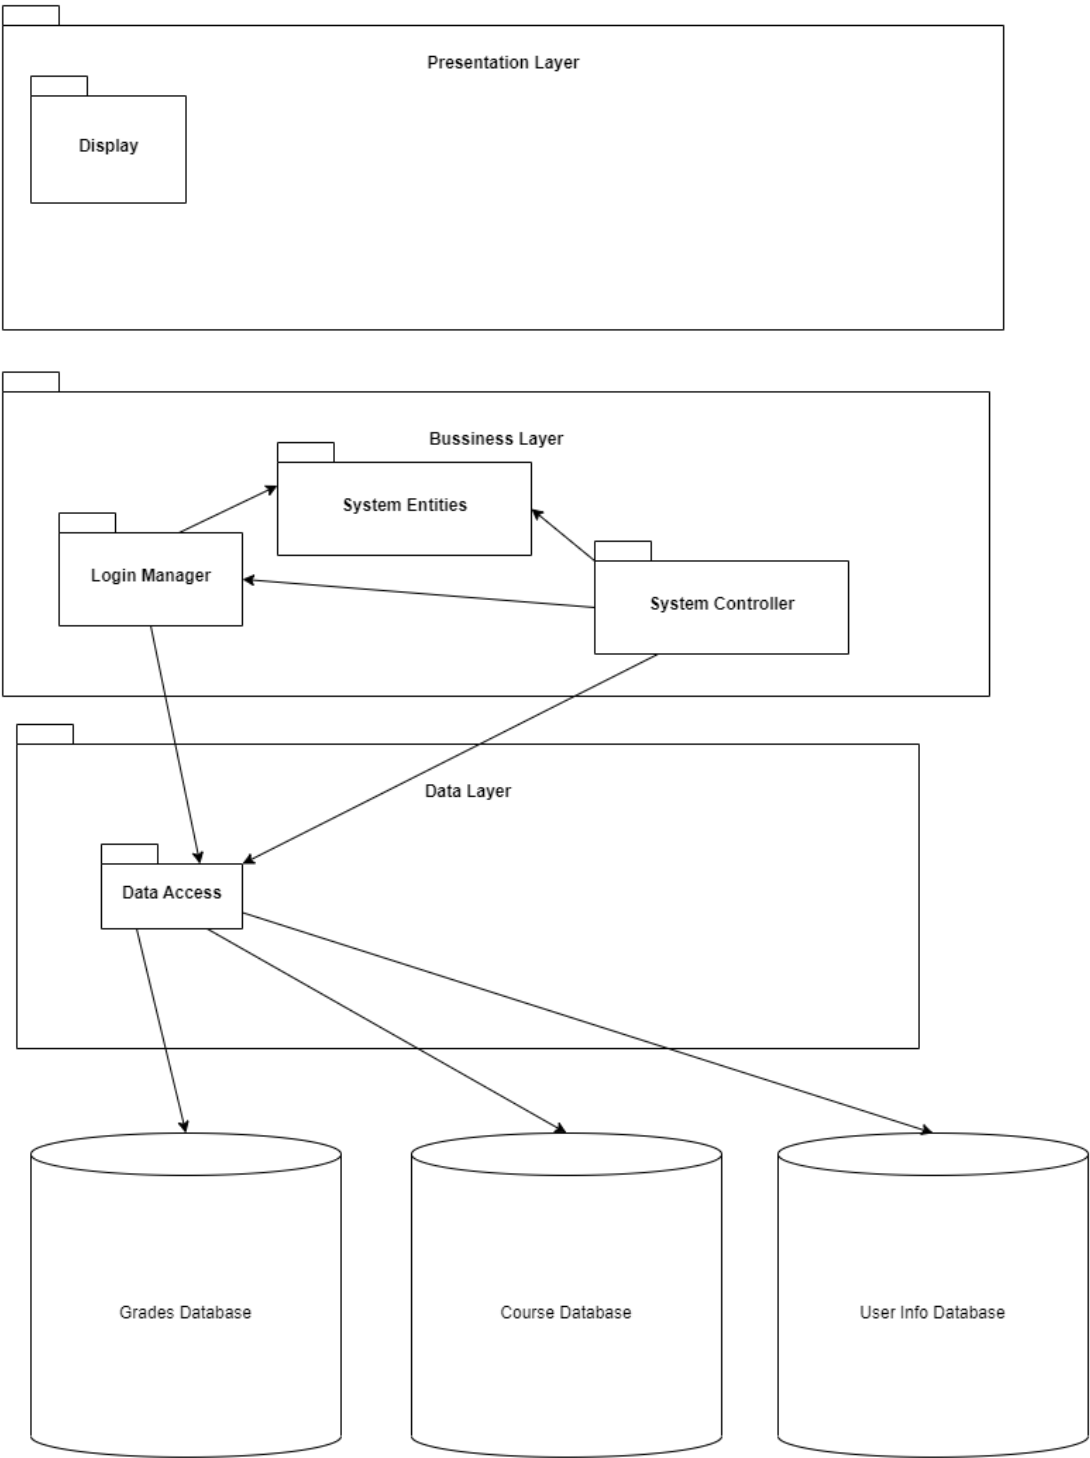 Presentation Layer
Display
Bussiness Layer
System Entities
Login Manager
System Controller
Data Layer
Data Access
Grades Database
Course Database
User Info Database